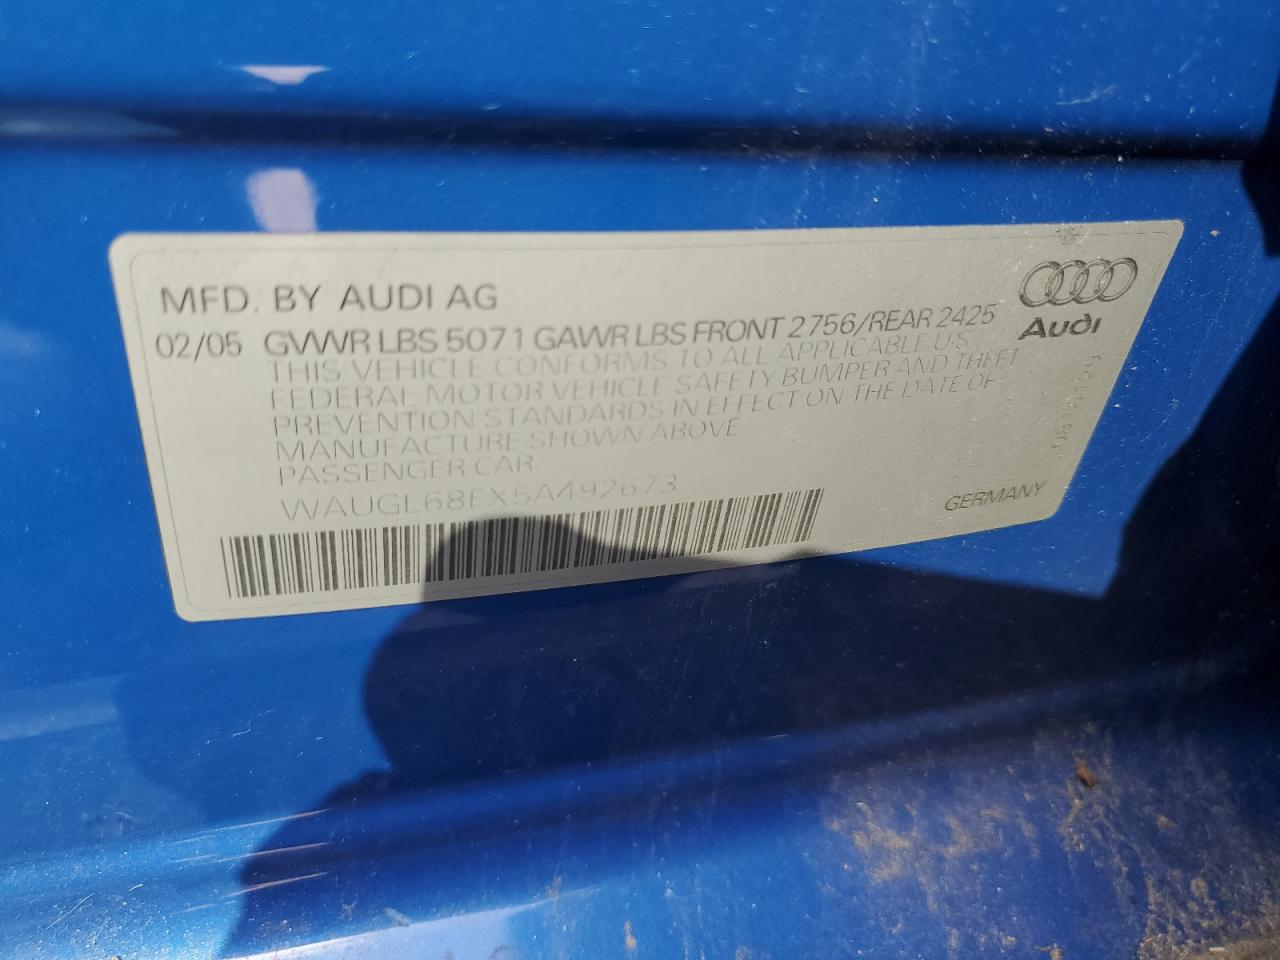 MFD. BY AUDI AG
02/05 GVWR LBS 5071 GAWR LBS FRONT 2756/REAR 2425
Audi
THIS VEHICLE CONFORMS TO ALL APPLICABLE U.S.
FEDERAL MOTOR VEHICLE SAFETY BUMPER AND THEFT
PREVENTION STANDARDS IN EFFECT ON THE DATE OF
MANUFACTURE SHOWN ABOVE
PASSENGER CAR
WAUGL68EX5A492673
GERMANY